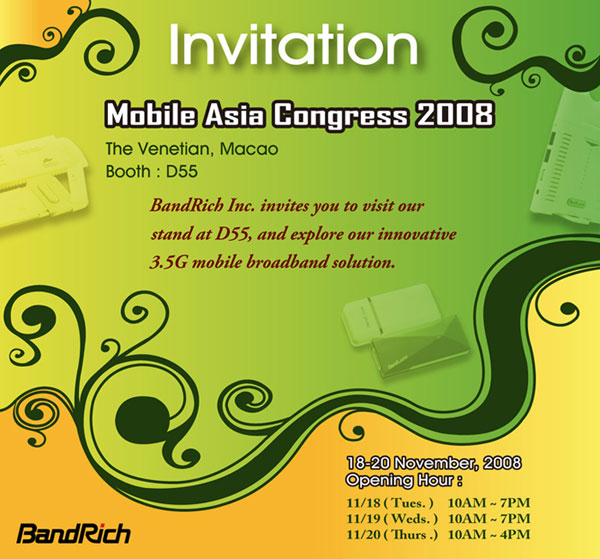 Invitation
Mobile Asia Congress 2008
The Venetian, Macao
Booth : D55
BandRich Inc. invites you to visit our
stand at D55, and explore our innovative
3.5G mobile broadband solution.
18-20 November, 2008
Opening Hour :
11/18 ( Tues. ) 10AM ~ 7PM
11/19 ( Weds. ) 10AM ~ 7PM
11/20 ( Thurs .) 10AM ~ 4PM
BandRich